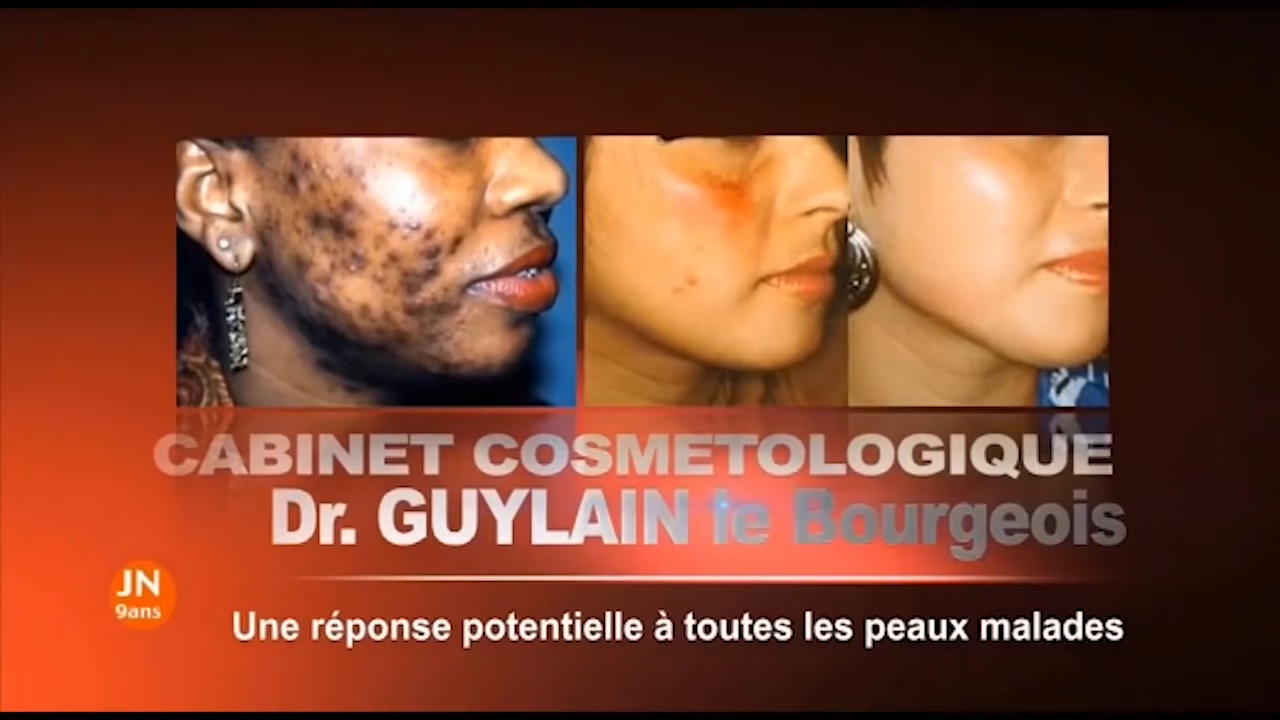 CABINET COSMETOLOGIQUE
Dr. GUYLAIN le Bourgeois
JN
9ans
Une réponse potentielle à toutes les peaux malades